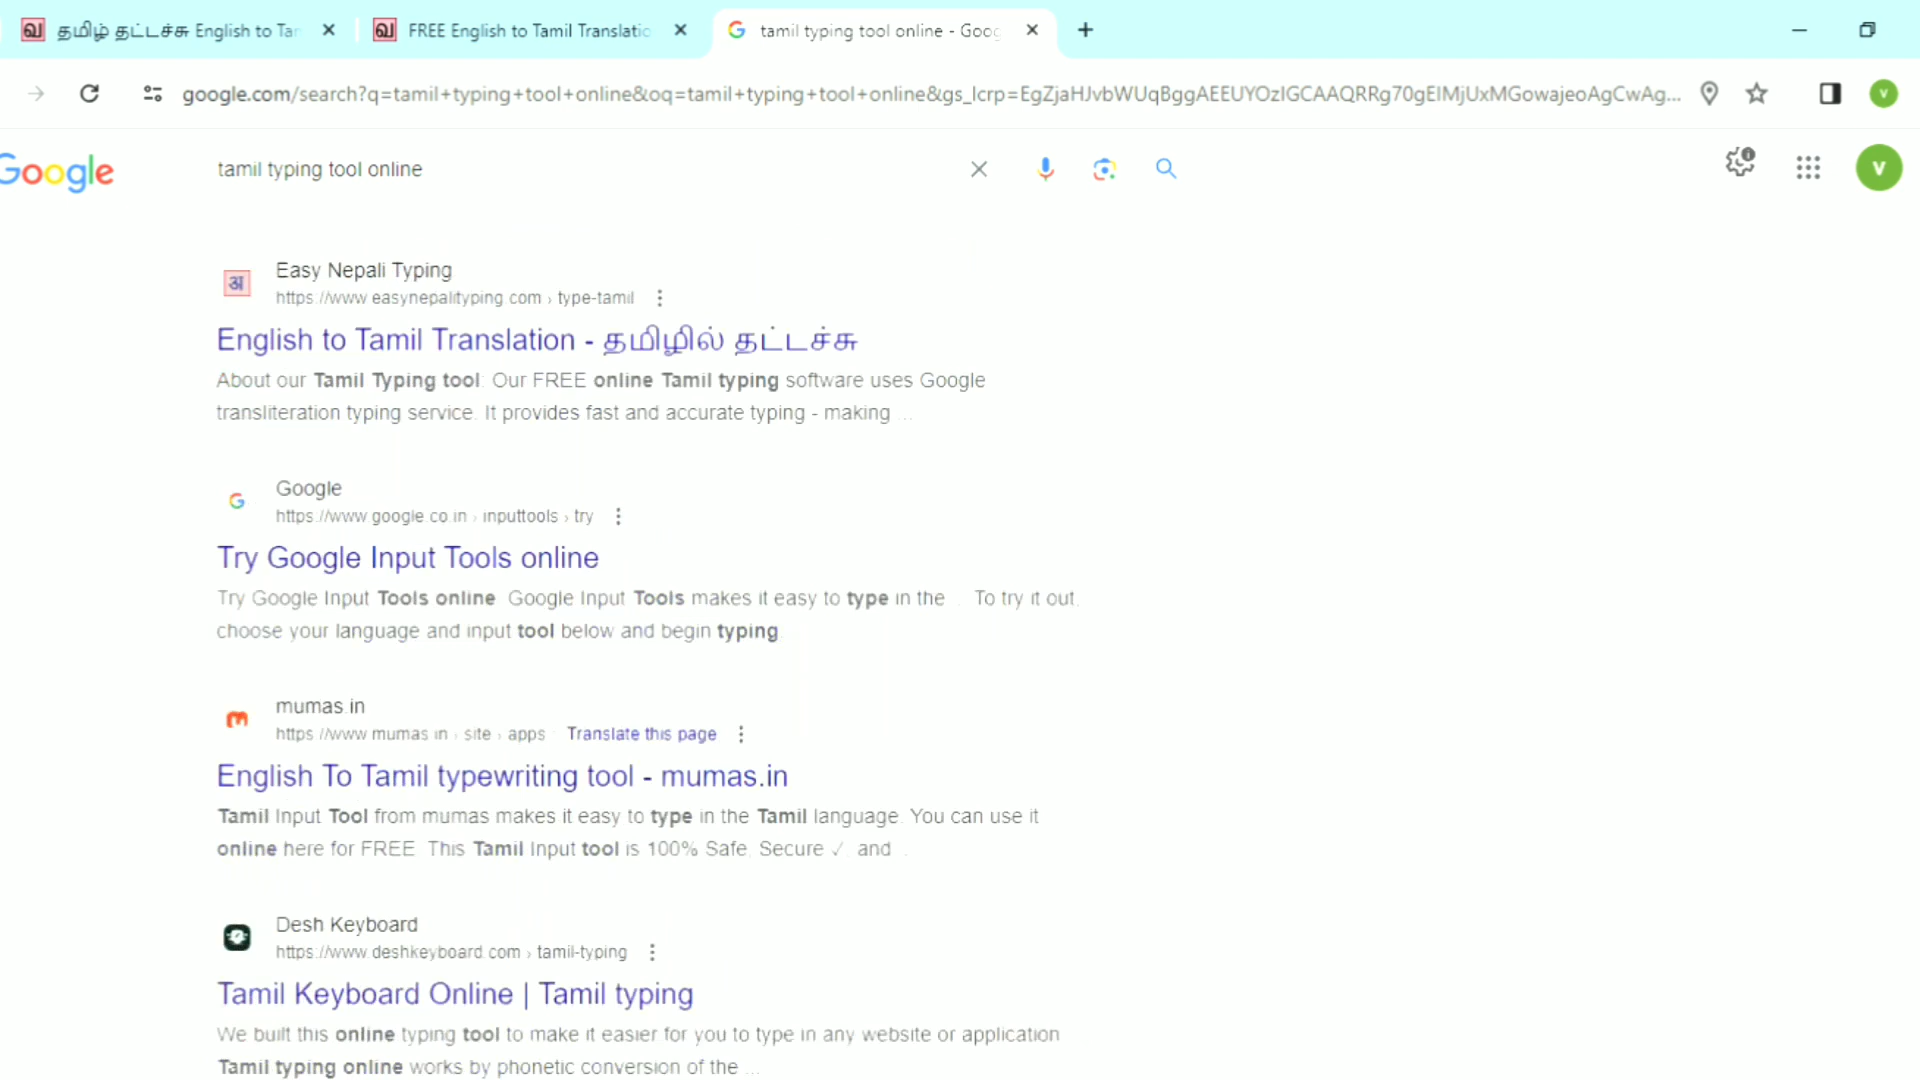 வ தமிழ் தட்டச்சு English to Tar
வ FREE English to Tamil Translatio
tamil typing tool online - Goog
google.com/search?q=tamil+typing+tool+online&oq=tamil+typing+tool+online&gs_lcrp=EgZjaHJvbWUqBggAEEUYOzIGCAAQRRg70gEIMjUxMGowajeoAgCwAg...
V
Google
tamil typing tool online
V
अ
Easy Nepali Typing
https://www.easynepalityping.com › type-tamil
English to Tamil Translation - தமிழில் தட்டச்சு
About our Tamil Typing tool: Our FREE online Tamil typing software uses Google
transliteration typing service. It provides fast and accurate typing - making ...
Google
https://www.google.co.in › inputtools › try
Try Google Input Tools online
Try Google Input Tools online. Google Input Tools makes it easy to type in the ... To try it out,
choose your language and input tool below and begin typing.
mumas.in
https://www.mumas.in › site › apps · Translate this page
English To Tamil typewriting tool - mumas.in
Tamil Input Tool from mumas makes it easy to type in the Tamil language. You can use it
online here for FREE. This Tamil Input tool is 100% Safe, Secure ✓ and ...
Desh Keyboard
https://www.deshkeyboard.com › tamil-typing
Tamil Keyboard Online | Tamil typing
We built this online typing tool to make it easier for you to type in any website or application.
Tamil typing online works by phonetic conversion of the ...